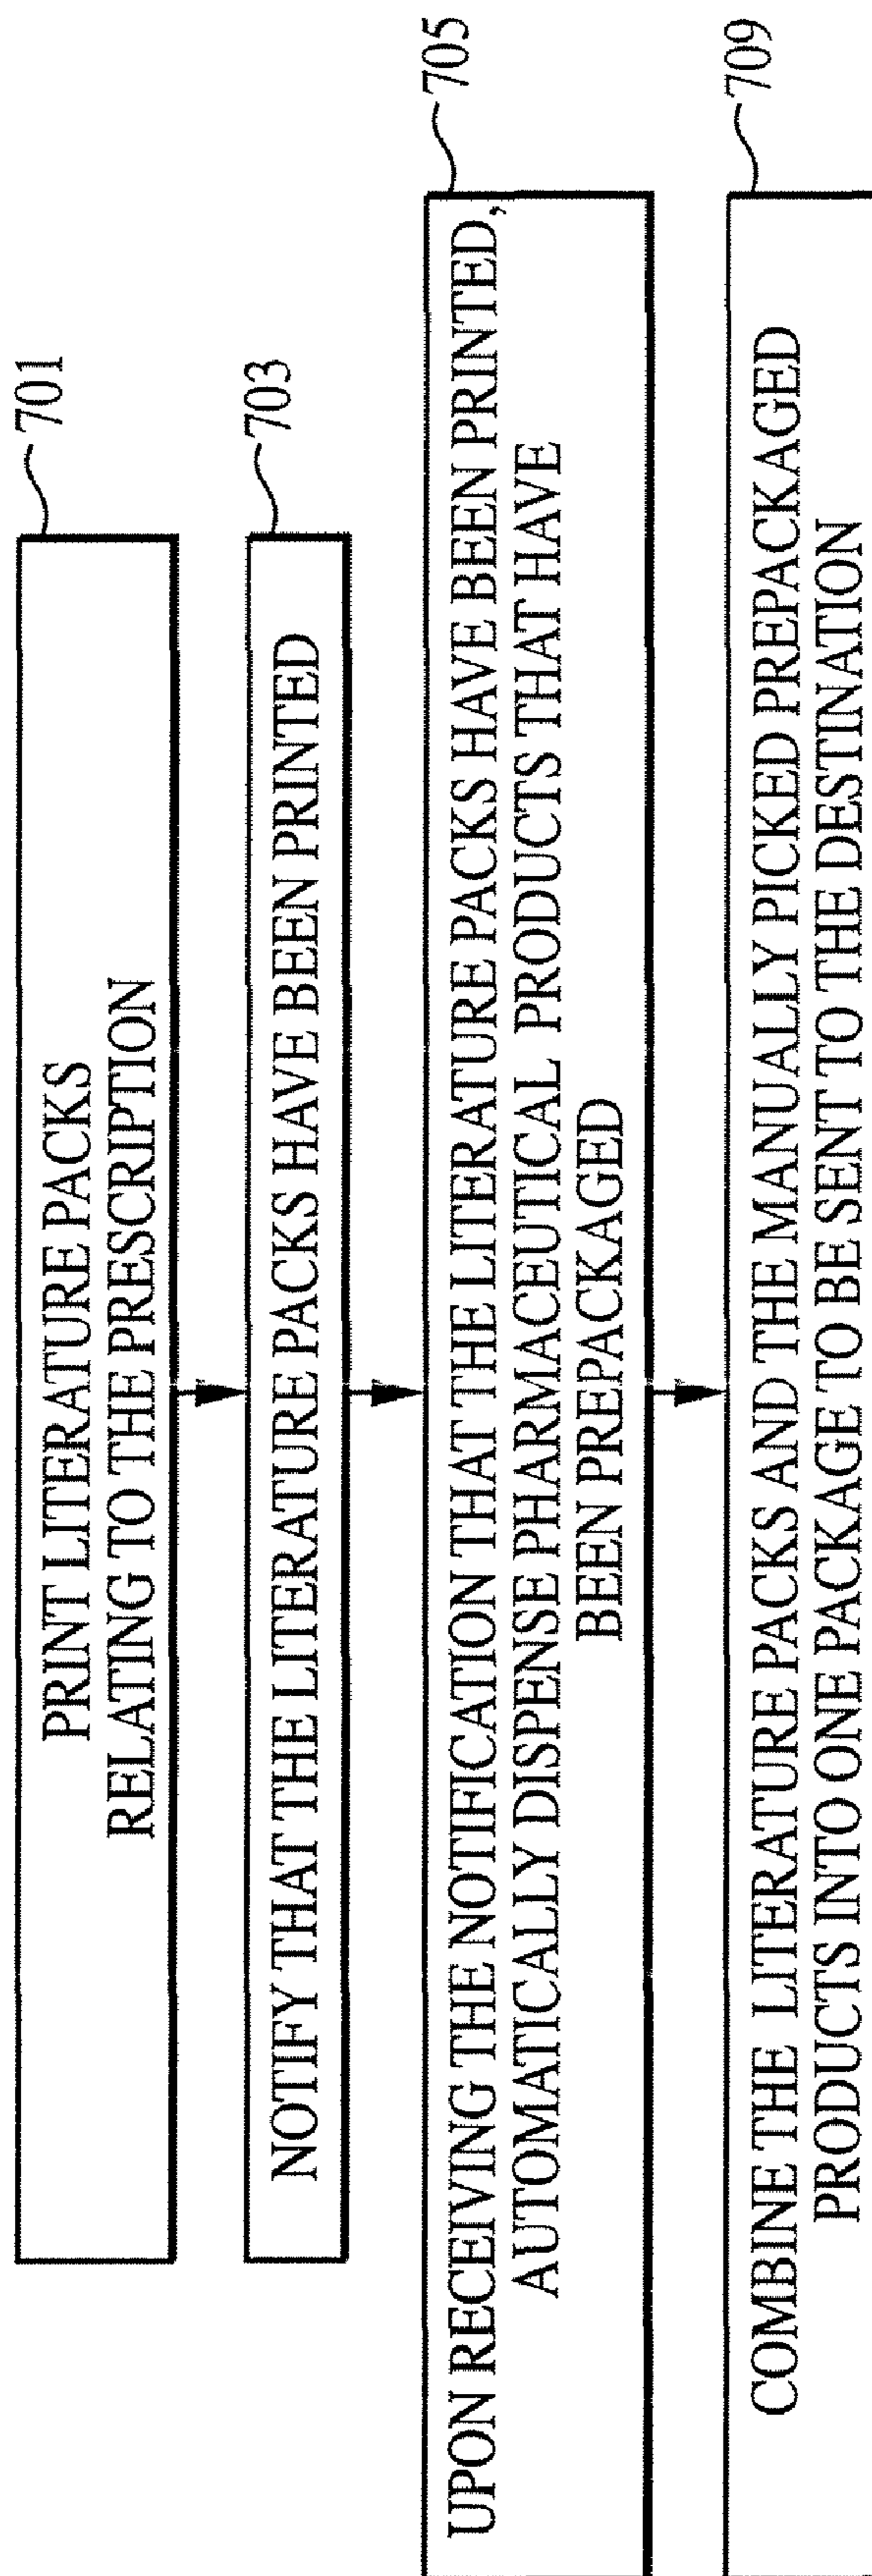 PRINT LITERATURE PACKS
RELATING TO THE PRESCRIPTION
701
NOTIFY THAT THE LITERATURE PACKS HAVE BEEN PRINTED
703
UPON RECEIVING THE NOTIFICATION THAT THE LITERATURE PACKS HAVE BEEN PRINTED,
AUTOMATICALLY DISPENSE PHARMACEUTICAL PRODUCTS THAT HAVE
BEEN PREPACKAGED
705
COMBINE THE LITERATURE PACKS AND THE MANUALLY PICKED PREPACKAGED
PRODUCTS INTO ONE PACKAGE TO BE SENT TO THE DESTINATION
709